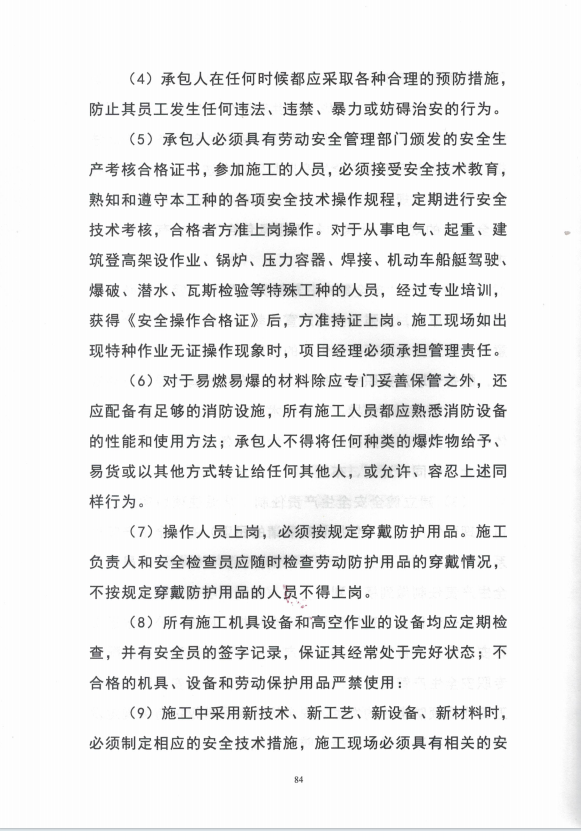 （4）承包人在任何时候都应采取各种合理的预防措施，
防止其员工发生任何违法、违禁、暴力或妨碍治安的行为。
（5）承包人必须具有劳动安全管理部门颁发的安全生
产考核合格证书，参加施工的人员，必须接受安全技术教育，
熟知和遵守本工种的各项安全技术操作规程，定期进行安全
技术考核，合格者方准上岗操作。对于从事电气、起重、建
筑登高架设作业、锅炉、压力容器、焊接、机动车船艇驾驶、
爆破、潜水、瓦斯检验等特殊工种的人员，经过专业培训，
获得《安全操作合格证》后，方准持证上岗。施工现场如出
现特种作业无证操作现象时，项目经理必须承担管理责任。
（6）对于易燃易爆的材料除应专门妥善保管之外，还
应配备有足够的消防设施，所有施工人员都应熟悉消防设备
的性能和使用方法；承包人不得将任何种类的爆炸物给予、
易货或以其他方式转让给任何其他人，或允许、容忍上述同
样行为。
（7）操作人员上岗，必须按规定穿戴防护用品。施工
负责人和安全检查员应随时检查劳动防护用品的穿戴情况，
不按规定穿戴防护用品的人员不得上岗。
（8）所有施工机具设备和高空作业的设备均应定期检
查，并有安全员的签字记录，保证其经常处于完好状态；不
合格的机具、设备和劳动保护用品严禁使用：
（9）施工中采用新技术、新工艺、新设备、新材料时，
必须制定相应的安全技术措施，施工现场必须具有相关的安
84